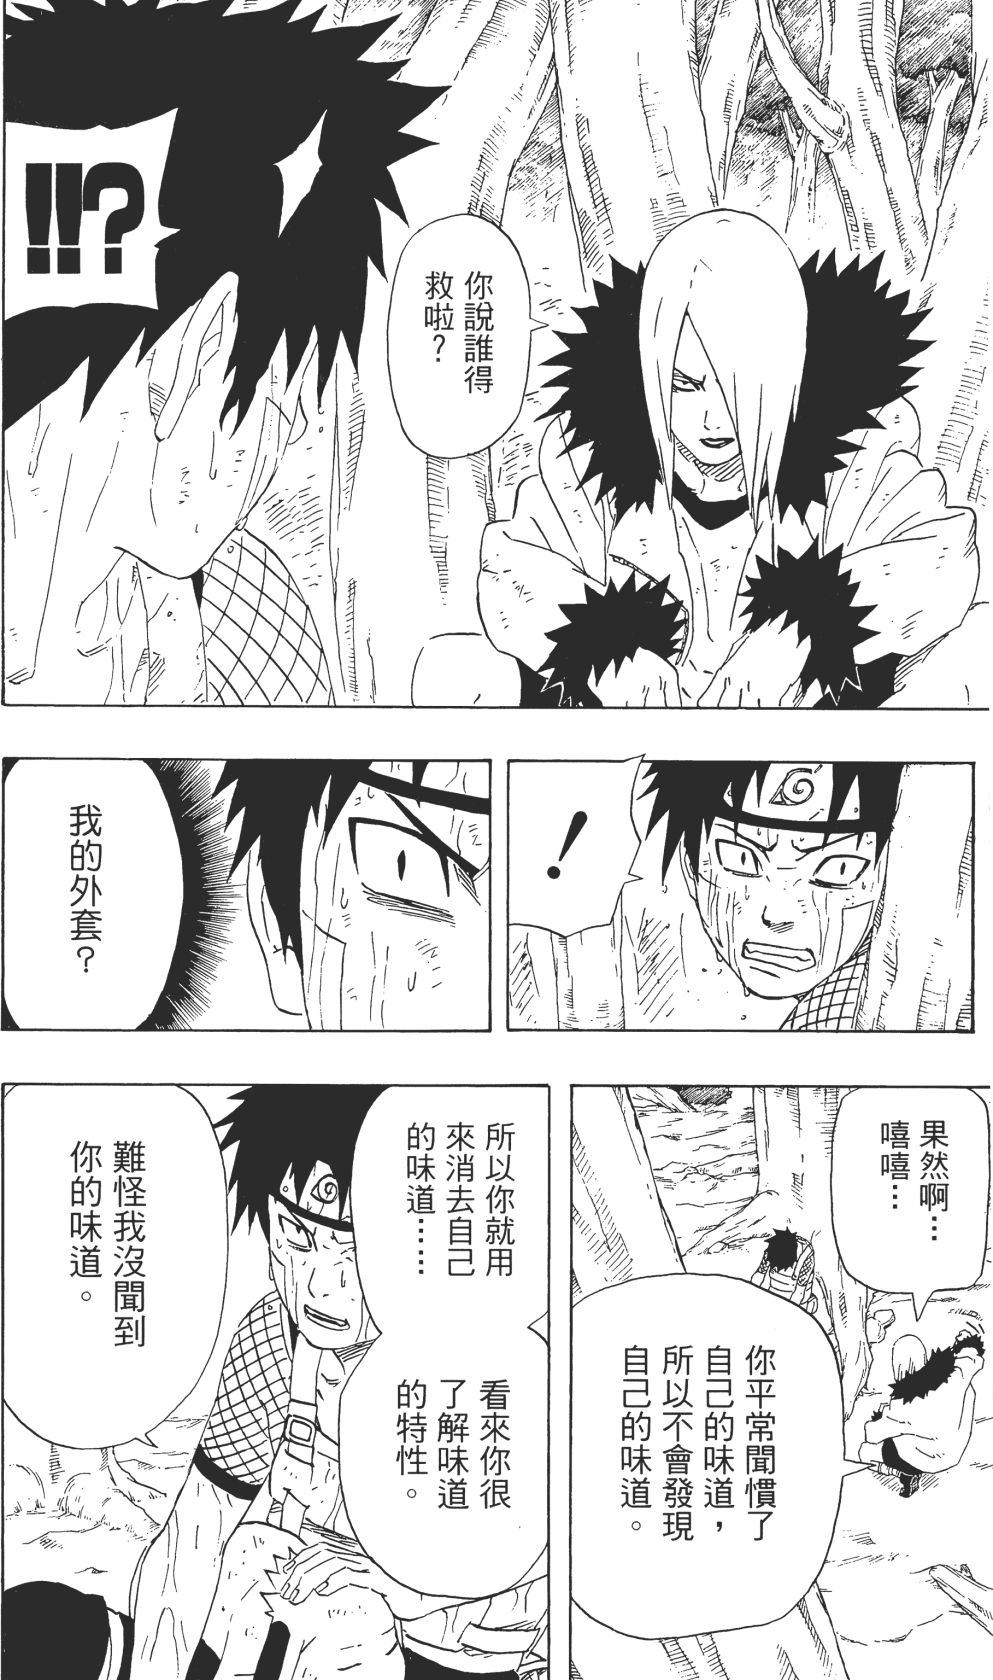 你說誰得
救啦？
!!?
！
我的外套？
果然啊…
嘻嘻…
你平常聞慣了
自己的味道，
所以不會發現
自己的味道。
所以你就用
來消去自己
的味道……
看來你很
了解味道
的特性。
難怪我沒聞到
你的味道。